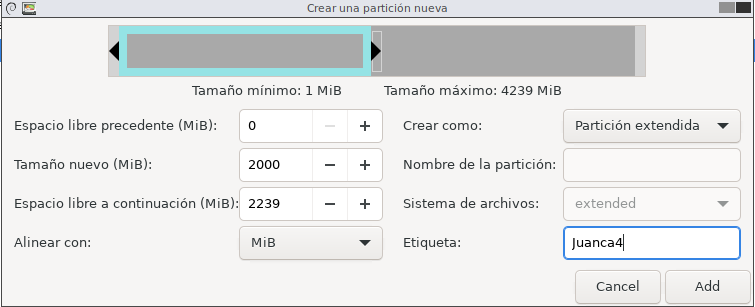 Crear una partición nueva
Tamaño mínimo: 1 MiB Tamaño máximo: 4239 MiB
Espacio libre precedente (MiB): 0 Crear como: Partición extendida
Tamaño nuevo (MiB): 2000 Nombre de la partición:
Espacio libre a continuación (MiB): 2239 Sistema de archivos: extended
Alinear con: MiB Etiqueta: Juanca4
Cancel Add